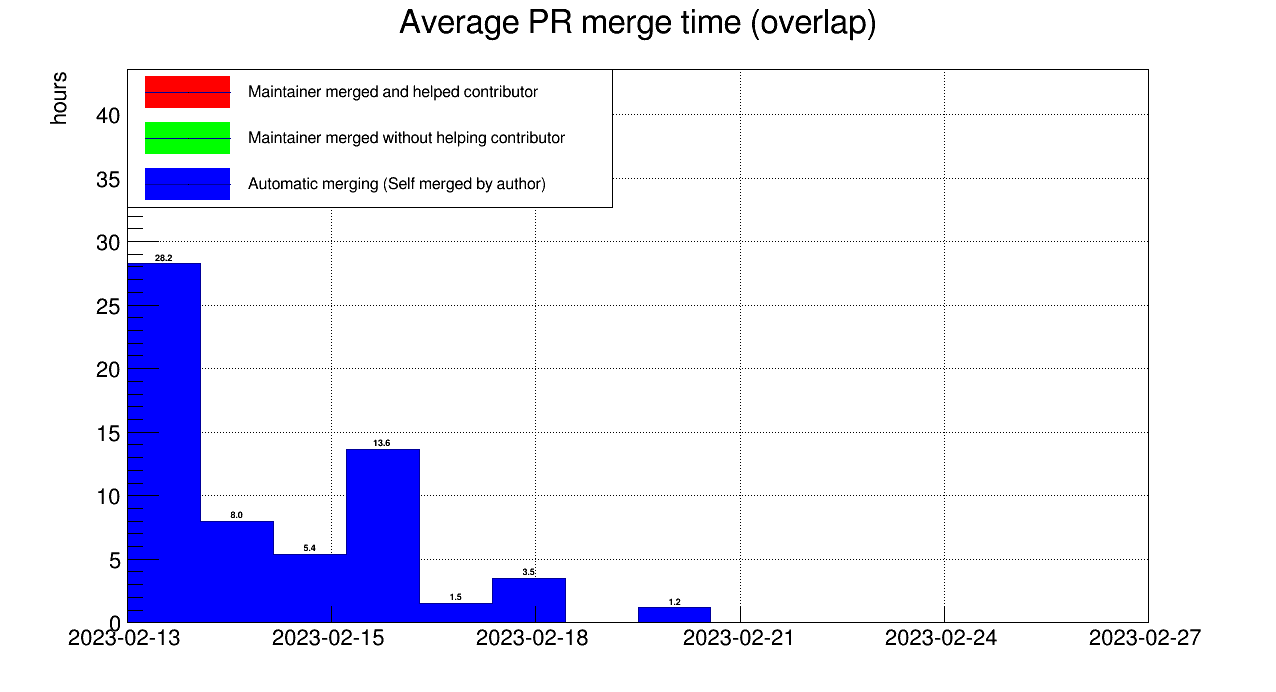 Average PR merge time (overlap)
hours
Maintainer merged and helped contributor
Maintainer merged without helping contributor
Automatic merging (Self merged by author)
40
35
30
25
20
15
10
5
0
28.2
8.0
5.4
13.6
1.5
3.5
1.2
2023-02-13 2023-02-15 2023-02-18 2023-02-21 2023-02-24 2023-02-27